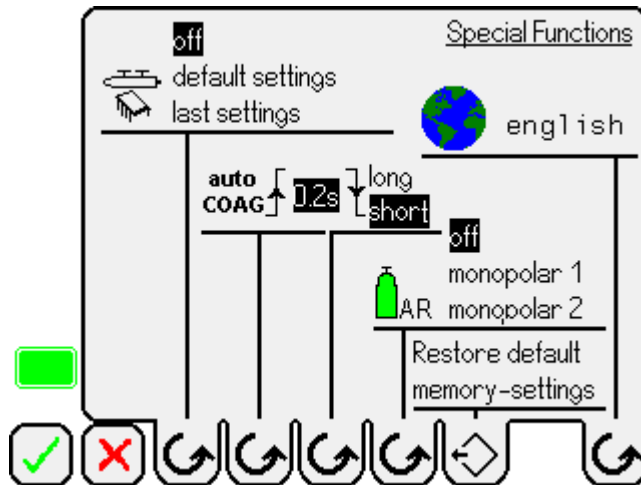 Special Functions
off
default settings
last settings
english
auto
COAG
0.2s
long
short
off
monopolar 1
AR monopolar 2
Restore default
memory-settings